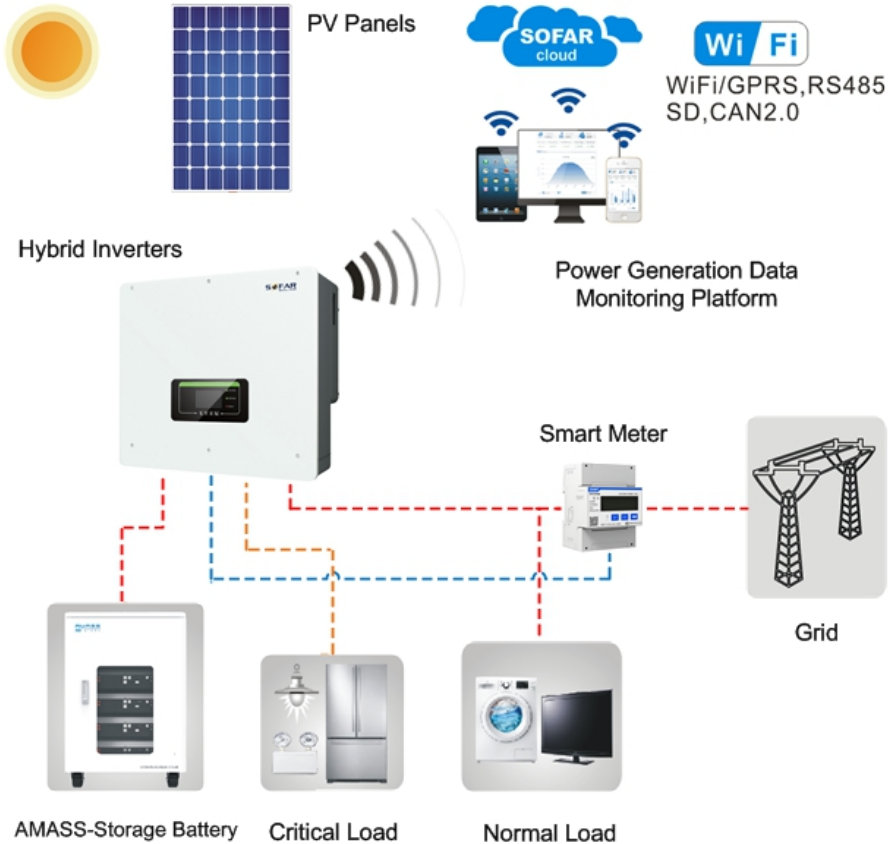 PV Panels
SOFAR
cloud
Wi Fi
WiFi/GPRS,RS485
SD,CAN2.0
Hybrid Inverters
SOFAR
Power Generation Data
Monitoring Platform
Smart Meter
Grid
AMASS-Storage Battery
Critical Load
Normal Load